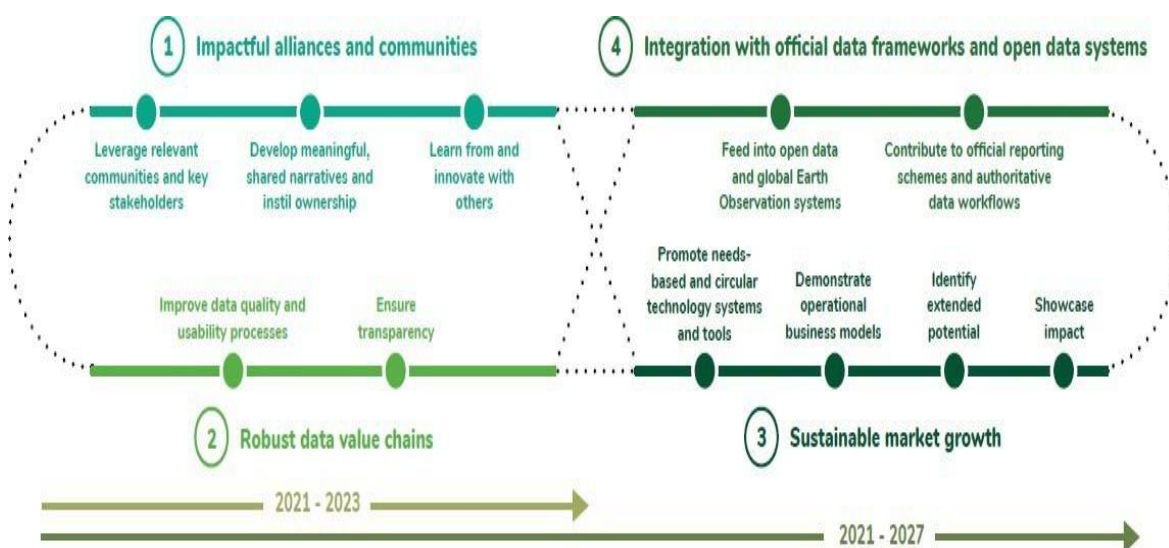 1 Impactful alliances and communities
Leverage relevant
communities and key
stakeholders
Develop meaningful,
shared narratives and
instil ownership
Learn from and
innovate with
others
4 Integration with official data frameworks and open data systems
Feed into open data
and global Earth
Observation systems
Contribute to official reporting
schemes and authoritative
data workflows
Improve data quality and
usability processes
Ensure
transparency
2 Robust data value chains
Promote needs-
based and circular
technology systems
and tools
Demonstrate
operational
business models
Identify
extended
potential
Showcase
impact
3 Sustainable market growth
2021 - 2023
2021 - 2027